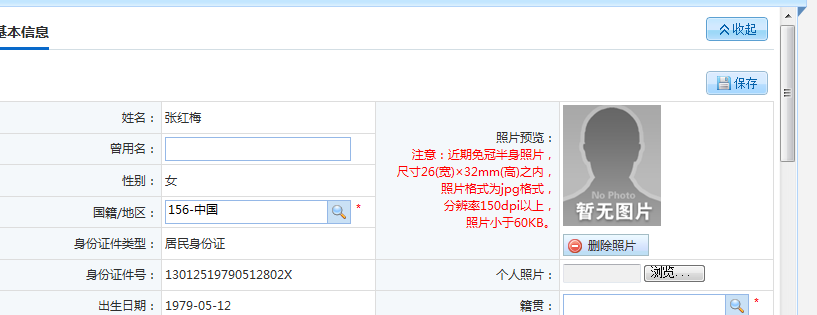 基本信息
收起
保存
姓名： 张红梅
曾用名：
性别： 女
国籍/地区： 156-中国 *
身份证件类型： 居民身份证
身份证件号： 13012519790512802X
出生日期： 1979-05-12
照片预览：
注意：近期免冠半身照片，
尺寸26(宽)×32mm(高)之内，
照片格式为jpg格式，
分辨率150dpi以上，
照片小于60KB。
No Photo
暂无图片
删除照片
个人照片： 浏览...
籍贯： *